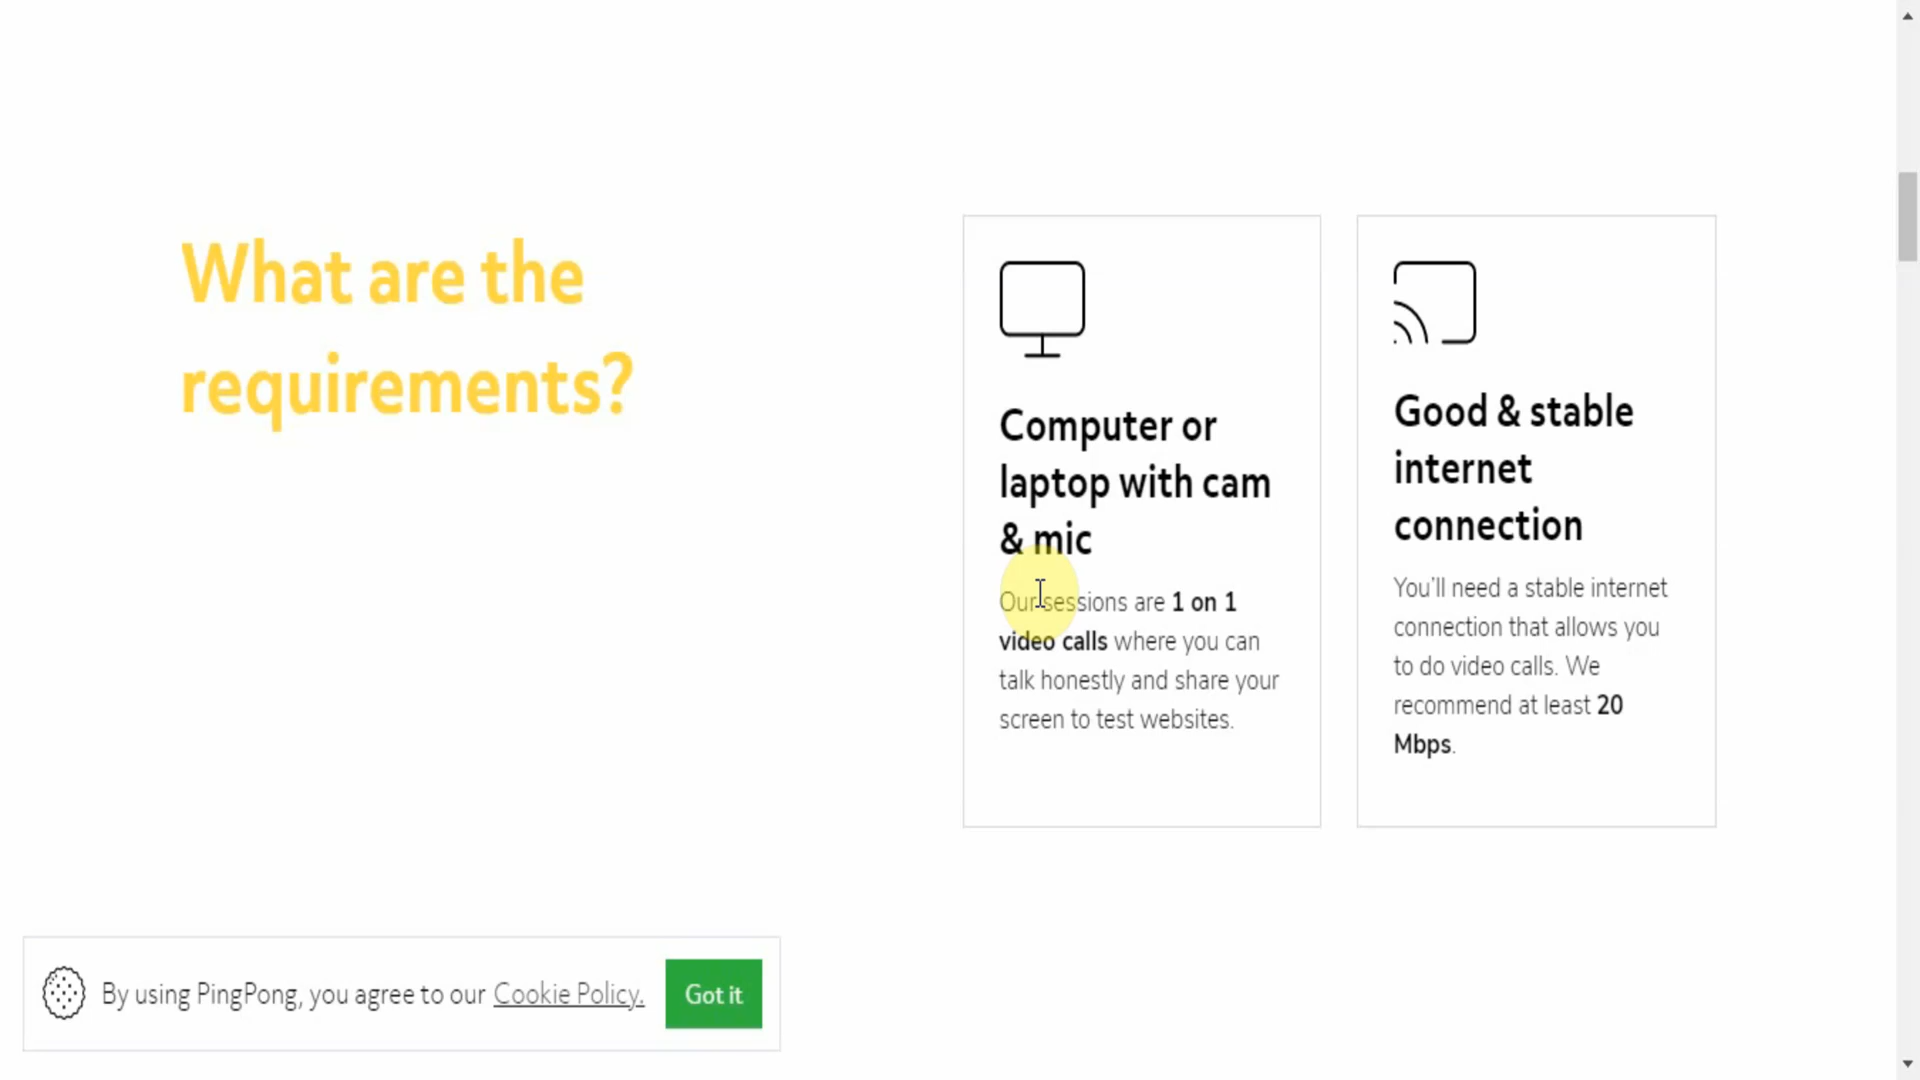 What are the
requirements?
Computer or
laptop with cam
& mic
Our sessions are 1 on 1
video calls where you can
talk honestly and share your
screen to test websites.
Good & stable
internet
connection
You'll need a stable internet
connection that allows you
to do video calls. We
recommend at least 20
Mbps.
By using PingPong, you agree to our Cookie Policy.
Got it